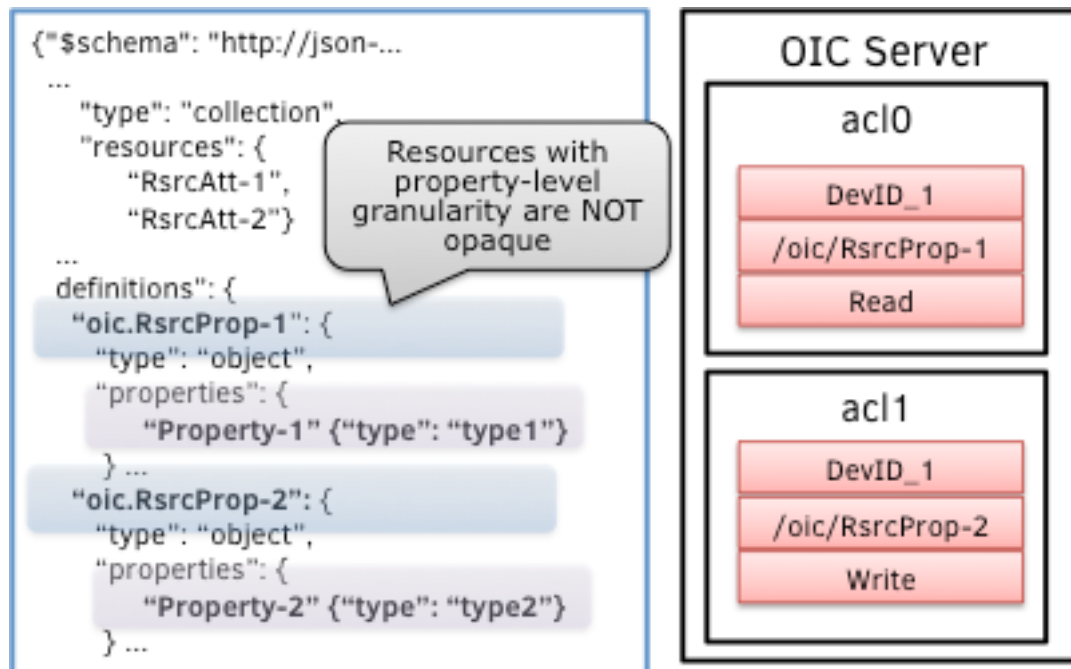 {"$schema": "http://json-...
...
"type": "collection",
"resources": {
“RsrcAtt-1",
“RsrcAtt-2”}
...
definitions": {
“oic.RsrcProp-1": {
“type": “object”,
“properties": {
“Property-1” {“type”: “type1”}
} ...
“oic.RsrcProp-2”: {
“type": “object”,
“properties": {
“Property-2” {“type”: “type2”}
} ...
Resources with
property-level
granularity are NOT
opaque
OIC Server
acl0
DevID_1
/oic/RsrcProp-1
Read
acl1
DevID_1
/oic/RsrcProp-2
Write